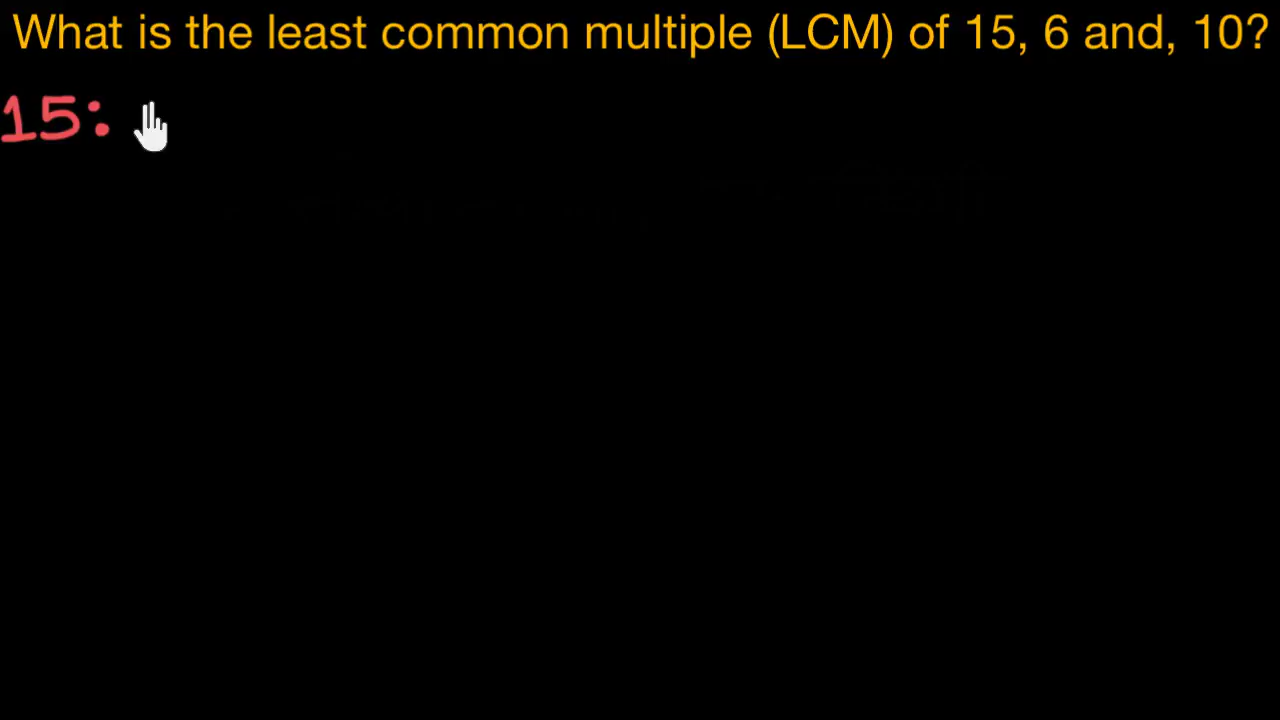 What is the least common multiple (LCM) of 15, 6 and, 10?
15: